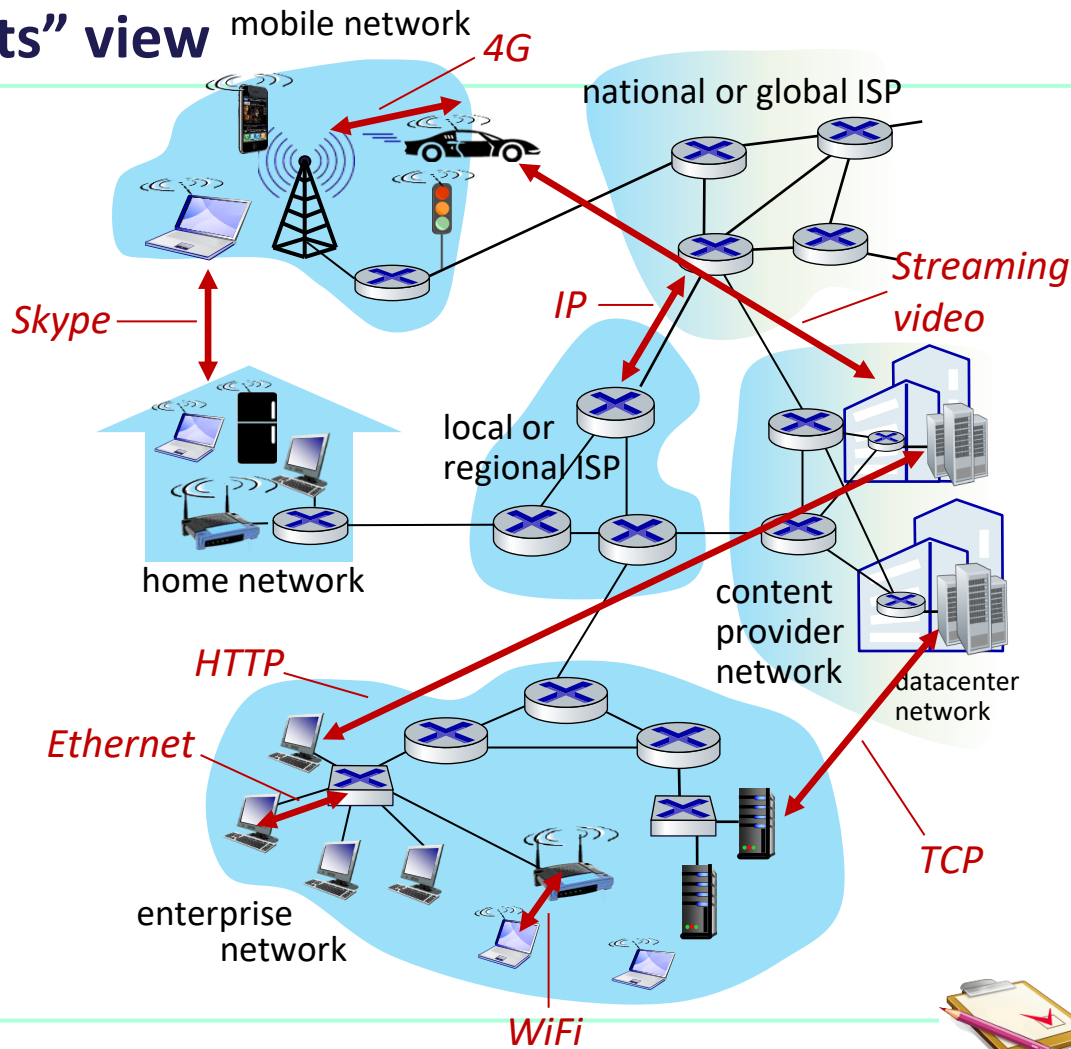 ts” view
mobile network
4G
national or global ISP
Skype
IP
Streaming
video
local or
regional ISP
home network
content
provider
network
datacenter
network
HTTP
Ethernet
TCP
enterprise
network
WiFi